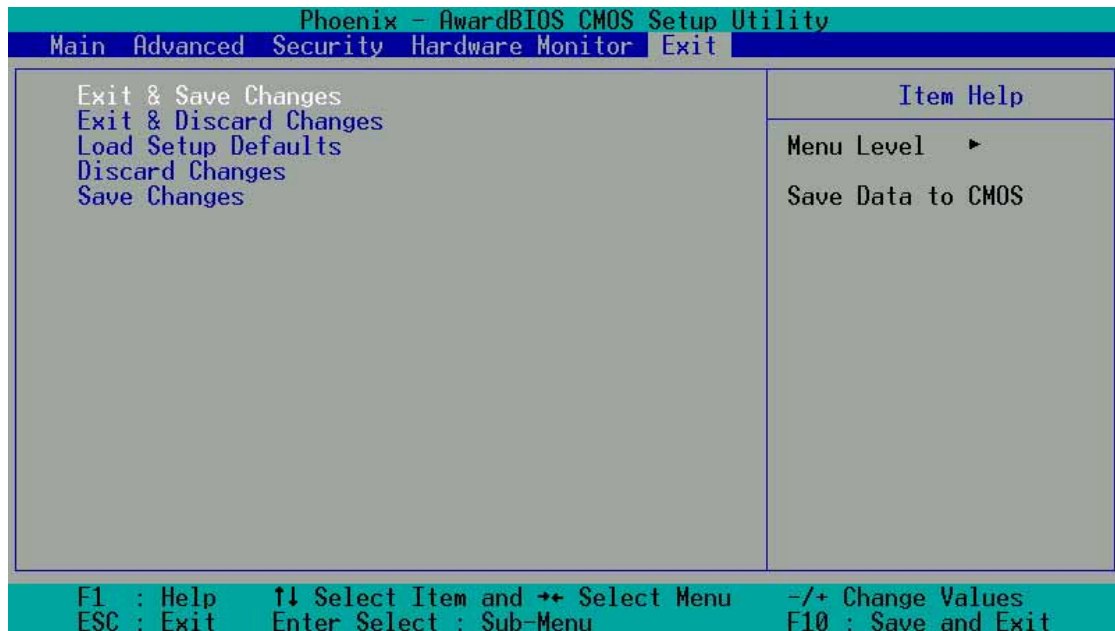 Phoenix - AwardBIOS CMOS Setup Utility
Main Advanced Security Hardware Monitor Exit
Exit & Save Changes
Exit & Discard Changes
Load Setup Defaults
Discard Changes
Save Changes
Item Help
Menu Level ►
Save Data to CMOS
F1 : Help ↑↓ Select Item and →← Select Menu -/+ Change Values
ESC : Exit Enter Select : Sub-Menu F10 : Save and Exit